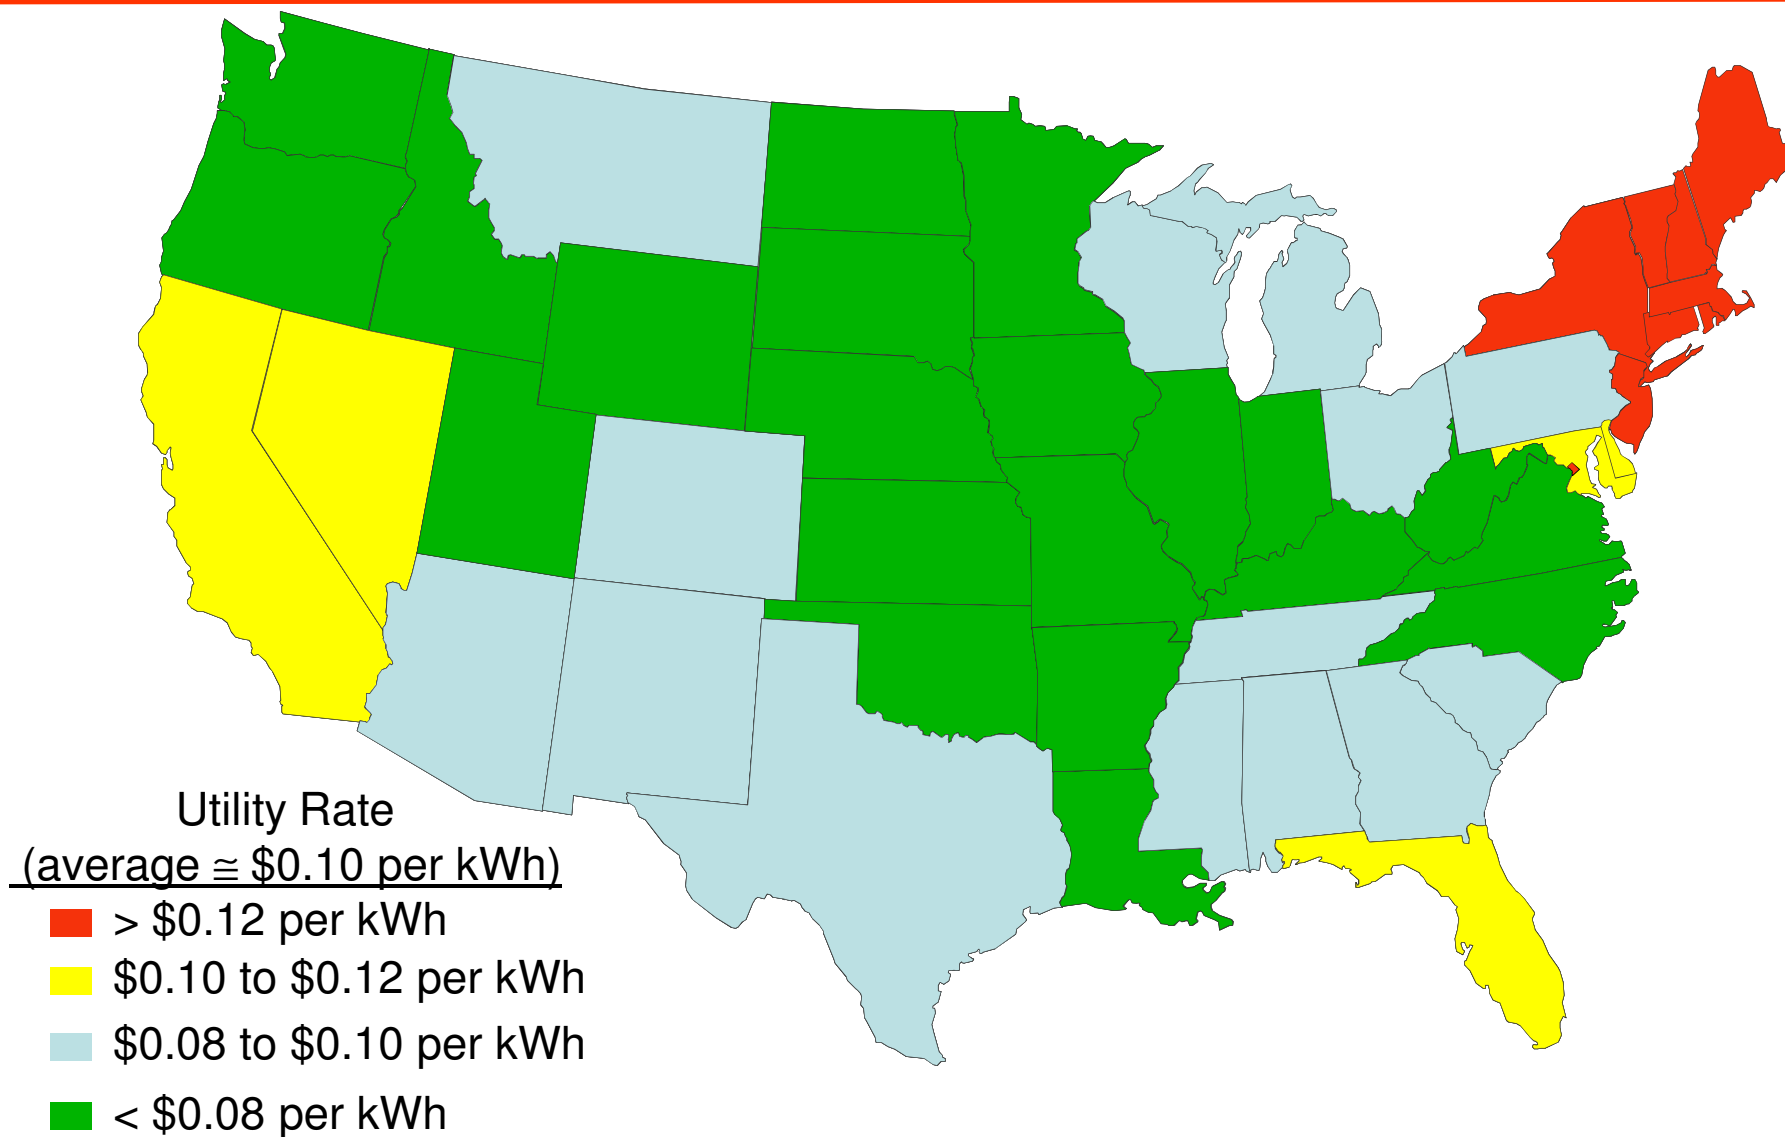 Utility Rate
(average ≅ $0.10 per kWh)
> $0.12 per kWh
$0.10 to $0.12 per kWh
$0.08 to $0.10 per kWh
< $0.08 per kWh